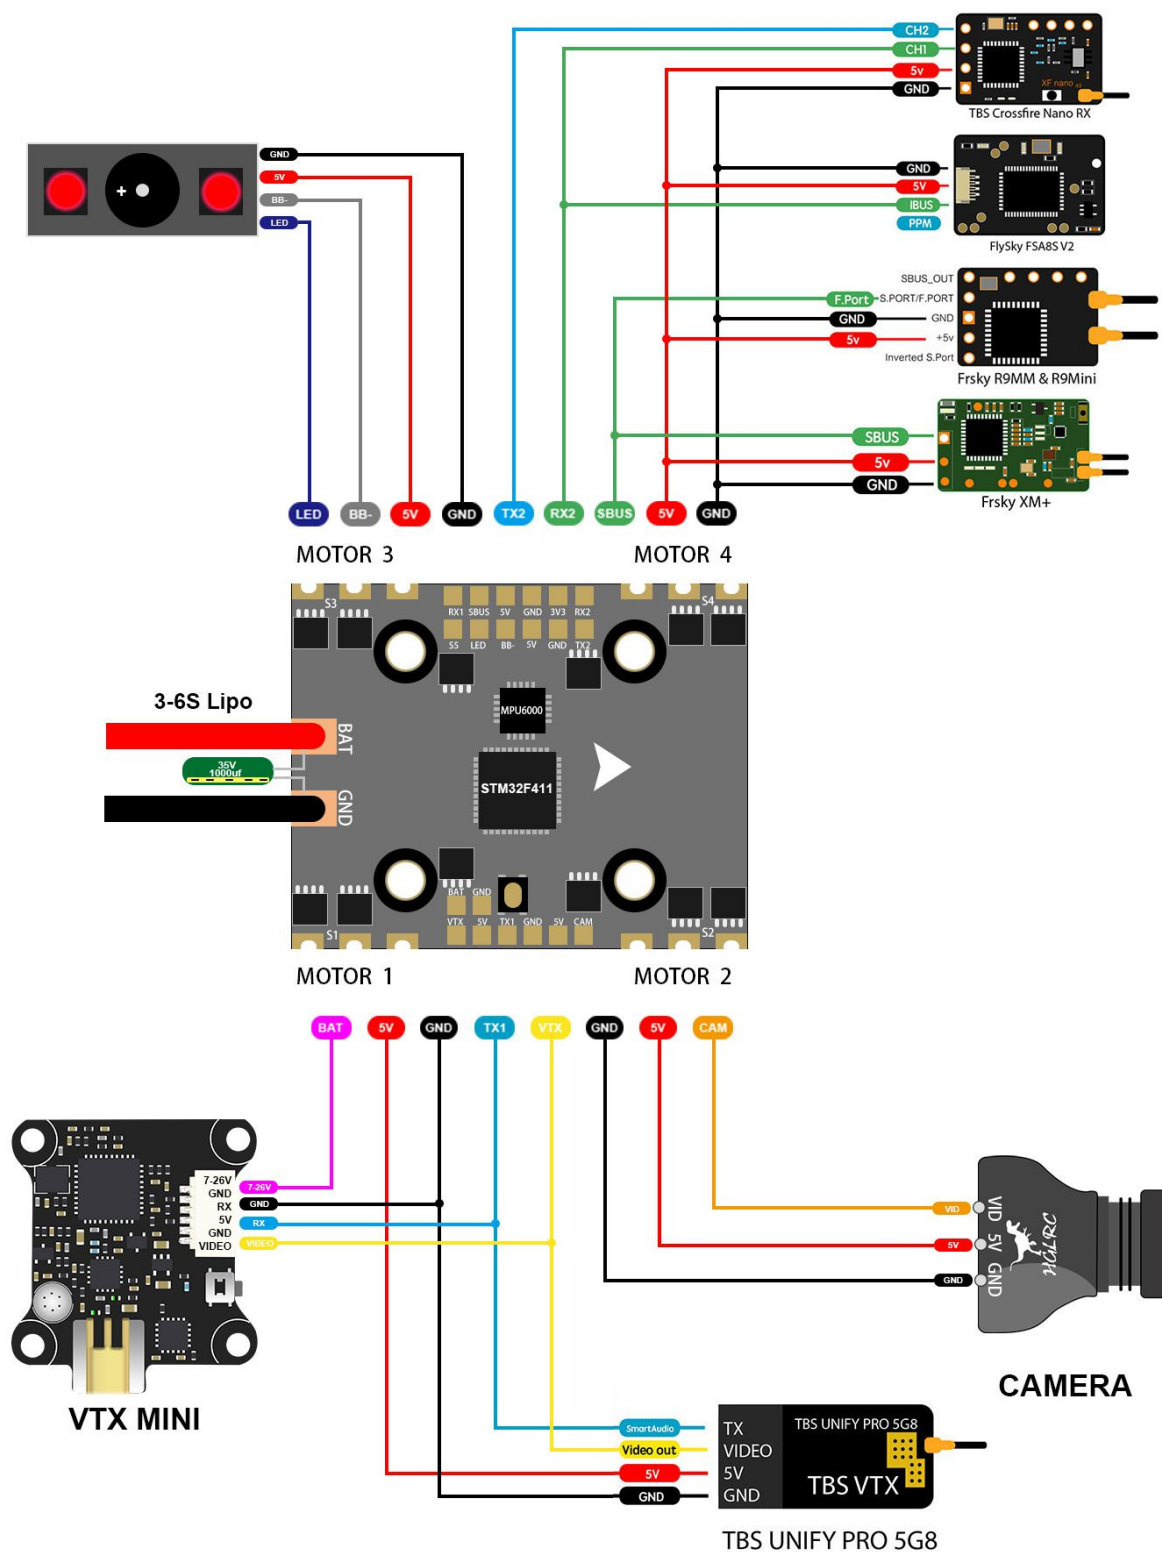 CH2
CH1
5v
GND
XF nano
TBS Crossfire Nano RX
GND
5V
BB-
LED
GND
5V
IBUS
PPM
FlySky FSA8S V2
SBUS_OUT
F.Port S.PORT/F.PORT
GND GND
5v +5v
Inverted S.Port
Frsky R9MM & R9Mini
SBUS
5v
GND
Frsky XM+
LED BB- 5V GND TX2 RX2 SBUS 5V GND
MOTOR 3 MOTOR 4
S3 S4
RX1 SBUS 5V GND 3V3 RX2
S5 LED BB- 5V GND TX2
3-6S Lipo
MPU6000
BAT
35V
1000uf
STM32F411
GND
BAT GND
VTX 5V TX1 GND 5V CAM
S1 S2
MOTOR 1 MOTOR 2
BAT 5V GND TX1 VTX GND 5V CAM
7-26V 7-26V
GND GND
RX RX
5V
GND
VIDEO VIDEO
VTX MINI
VID VID
5V 5V
GND GND
HGLRC
CAMERA
SmartAudio TX
Video out VIDEO
5V 5V
GND GND
TBS UNIFY PRO 5G8
TBS VTX
TBS UNIFY PRO 5G8